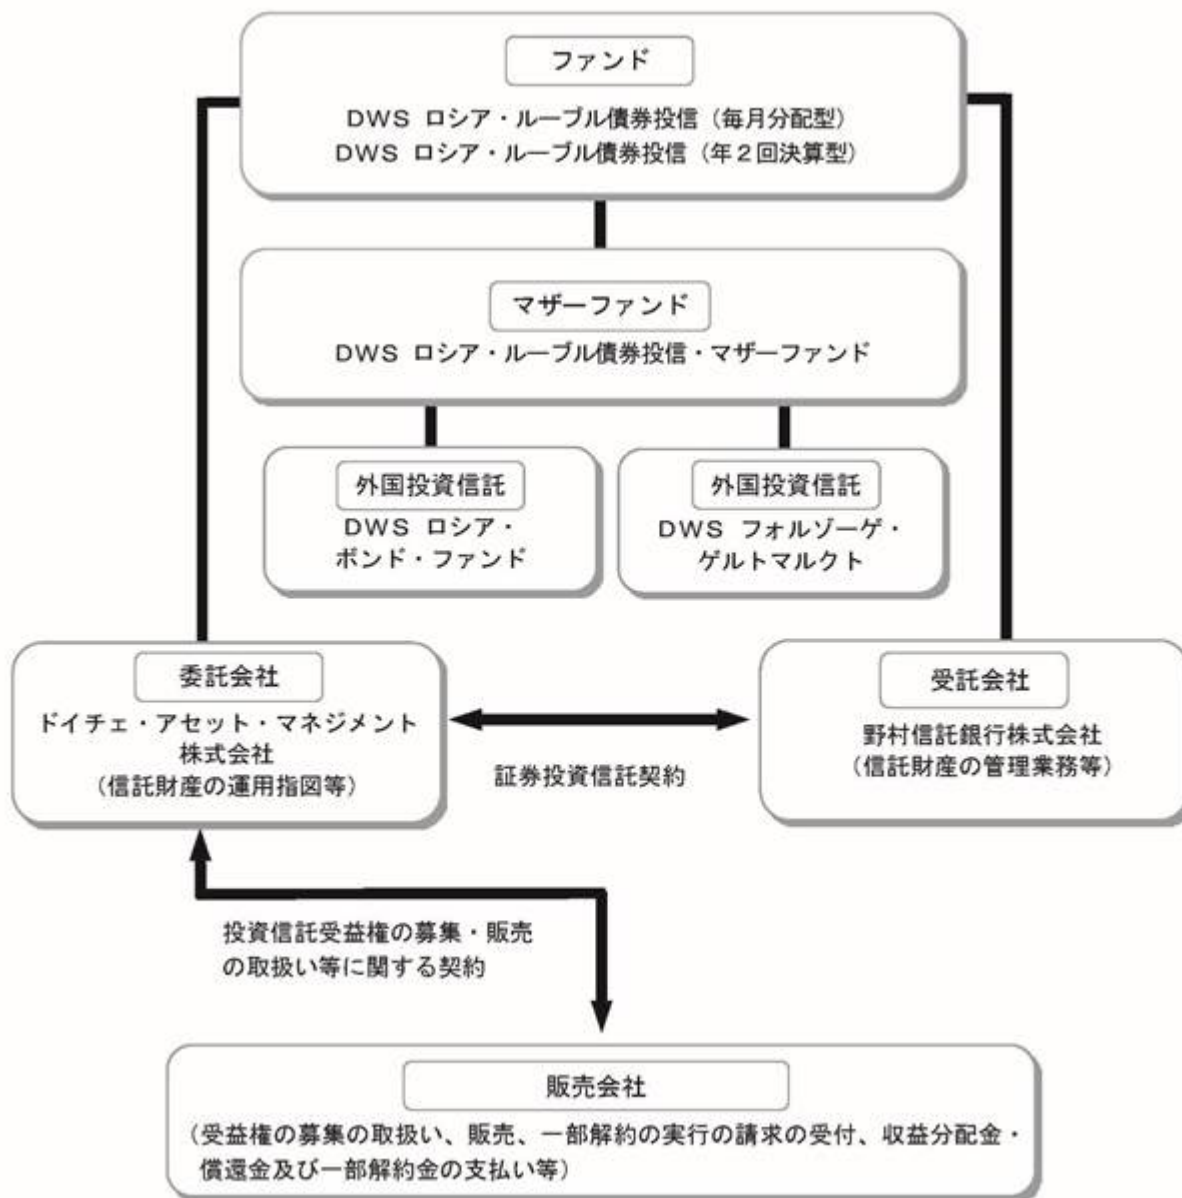 ファンド
DWS ロシア・ルーブル債券投信（毎月分配型）
DWS ロシア・ルーブル債券投信（年２回決算型）
マザーファンド
DWS ロシア・ルーブル債券投信・マザーファンド
外国投資信託
DWS ロシア・
ボンド・ファンド
外国投資信託
DWS フォルゾーゲ・
ゲルトマルクト
委託会社
ドイチェ・アセット・マネジメント
株式会社
（信託財産の運用指図等）
受託会社
野村信託銀行株式会社
（信託財産の管理業務等）
証券投資信託契約
投資信託受益権の募集・販売
の取扱い等に関する契約
販売会社
（受益権の募集の取扱い、販売、一部解約の実行の請求の受付、収益分配金・
償還金及び一部解約金の支払い等）